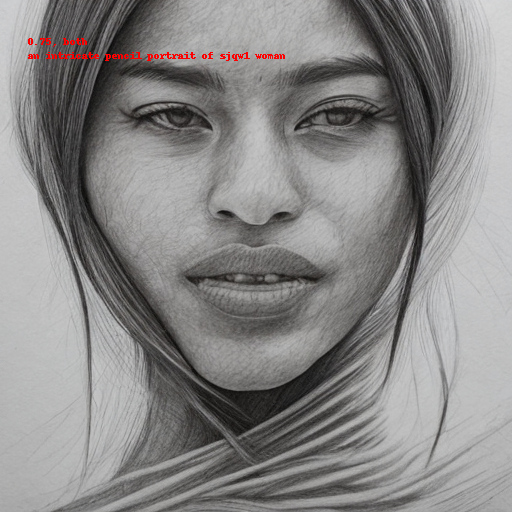 0.75, both
an intricate pencil portrait of sjqwl woman